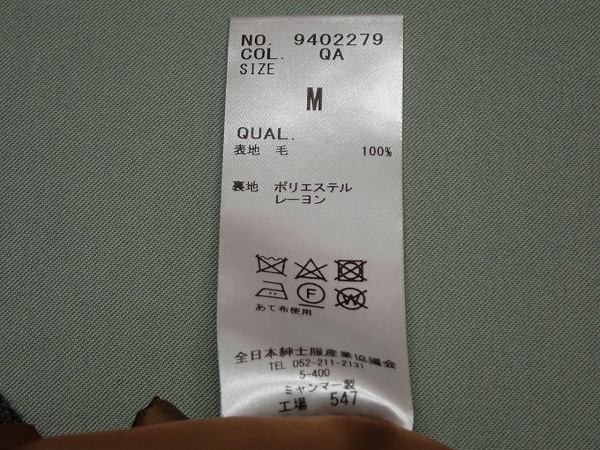 NO. 9402279
COL. QA
SIZE
M
QUAL.
表地 毛 100%
裏地 ポリエステル
レーヨン
F
W
あて布使用
全日本紳士服産業協議会
TEL 052-211-2131
5-400
ミャンマー製
工場 547